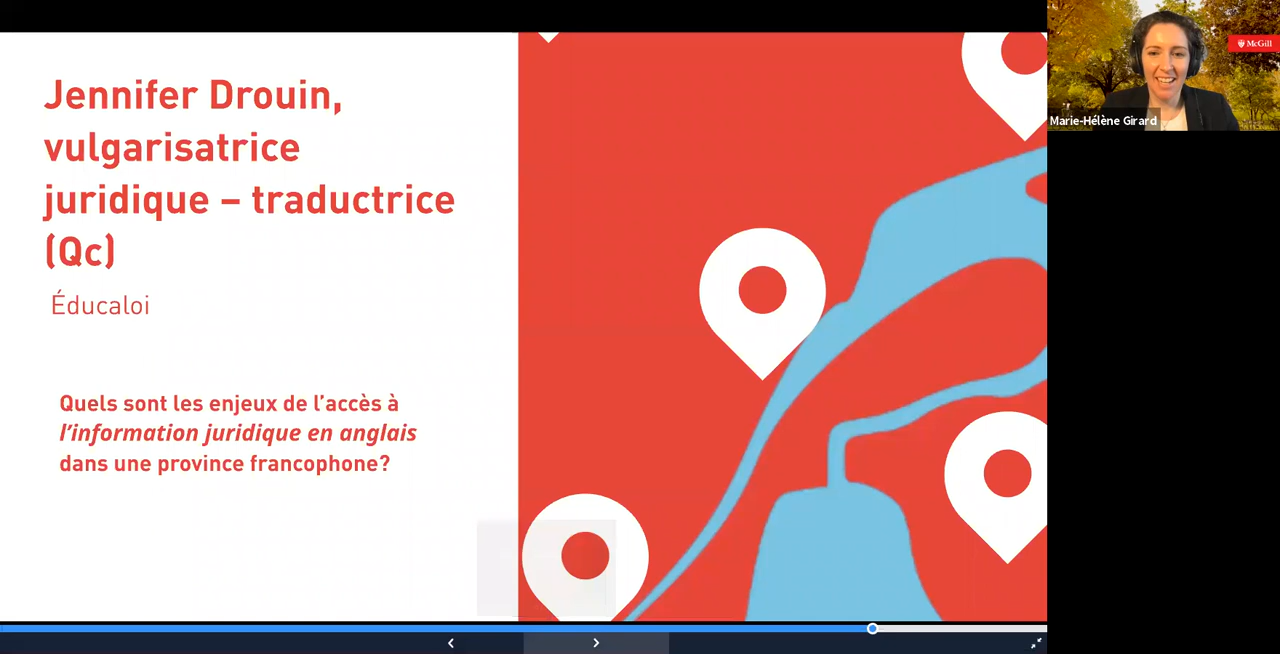 Jennifer Drouin,
vulgarisatrice
juridique – traductrice
(Qc)
Éducaloi
Quels sont les enjeux de l’accès à
l’information juridique en anglais
dans une province francophone?
McGill
Marie-Hélène Girard